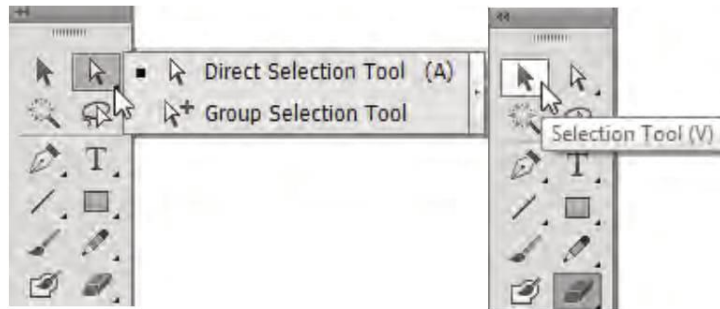 Direct Selection Tool (A)
Group Selection Tool
Selection Tool (V)
T
T